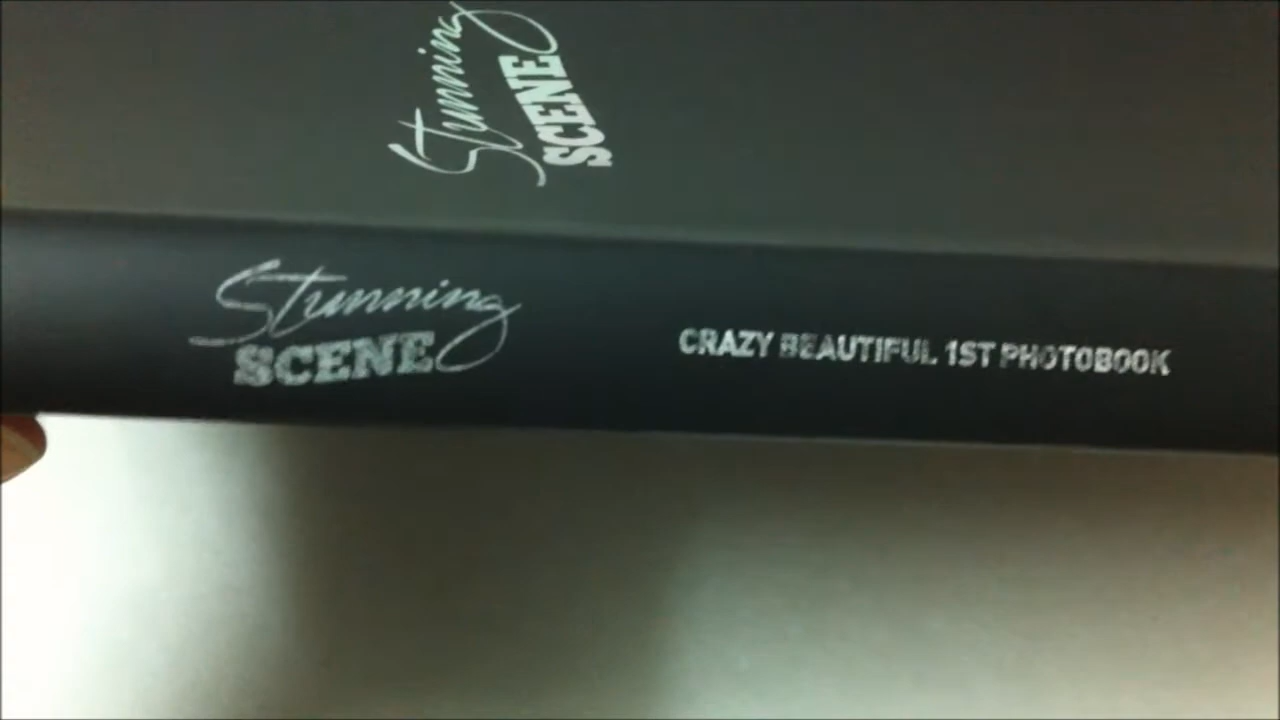 Stunning
SCENE
Stunning
SCENE
CRAZY BEAUTIFUL 1ST PHOTOBOOK